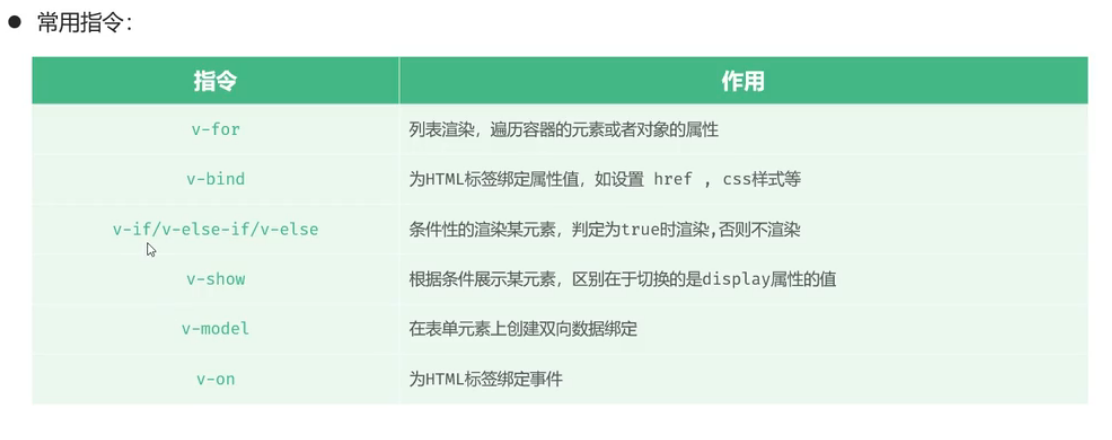 ● 常用指令：
指令 作用
v-for 列表渲染，遍历容器的元素或者对象的属性
v-bind 为HTML标签绑定属性值，如设置 href , css样式等
v-if/v-else-if/v-else 条件性的渲染某元素，判定为true时渲染,否则不渲染
v-show 根据条件展示某元素，区别在于切换的是display属性的值
v-model 在表单元素上创建双向数据绑定
v-on 为HTML标签绑定事件